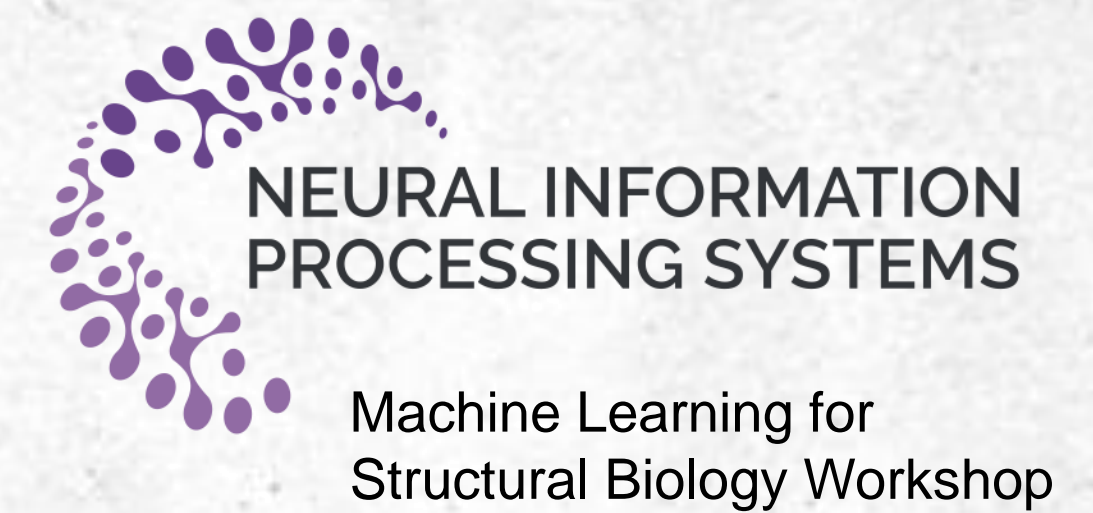 NEURAL INFORMATION
PROCESSING SYSTEMS
Machine Learning for
Structural Biology Workshop